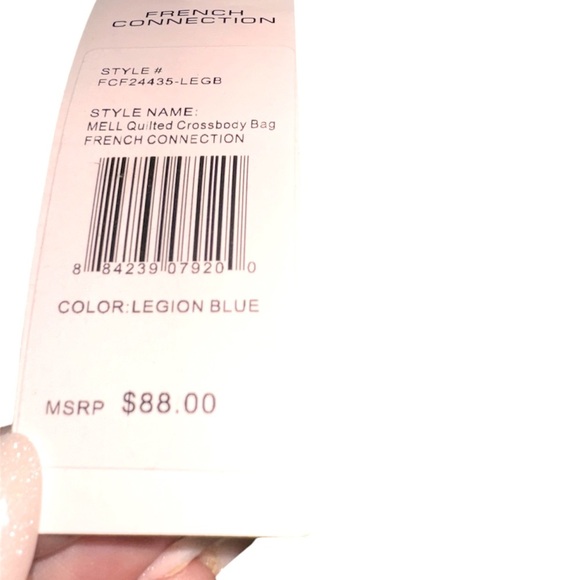 FRENCH
CONNECTION
STYLE #
FCF24435-LEGB
STYLE NAME:
MELL Quilted Crossbody Bag
FRENCH CONNECTION
8 84239 07920 0
COLOR:LEGION BLUE
MSRP $88.00